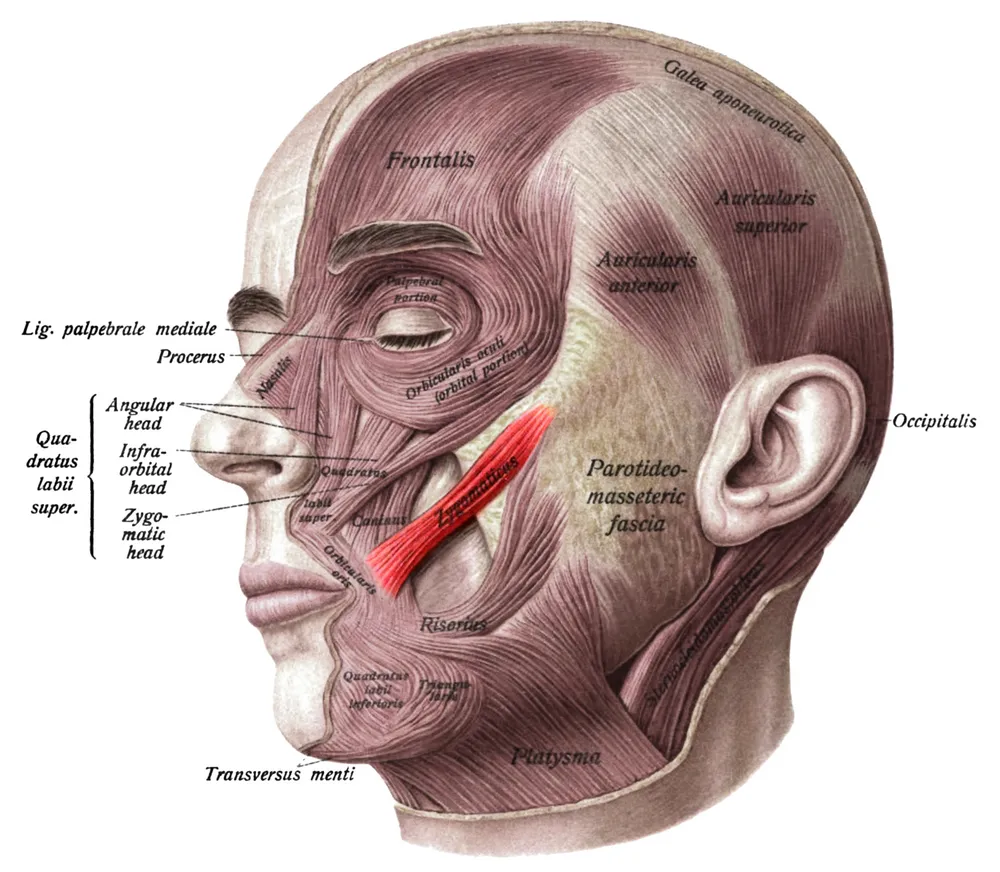 Galea aponeurotica
Frontalis
Auricularis
superior
Auricularis
anterior
Palpebral
portion
Lig. palpebrale mediale
Procerus
Nasalis
Orbicularis oculi
(orbital portion)
Angular
head
Infra-
orbital
head
Zygo-
matic
head
Qua-
dratus
labii
super.
Occipitalis
Quadratus
labii
super.
Caninus
Zygomaticus
Parotideo-
masseteric
fascia
Orbicularis
oris
Risorius
Quadratus
labii
inferioris
Triangu-
laris
Sternocleidomastoideus
Platysma
Transversus menti